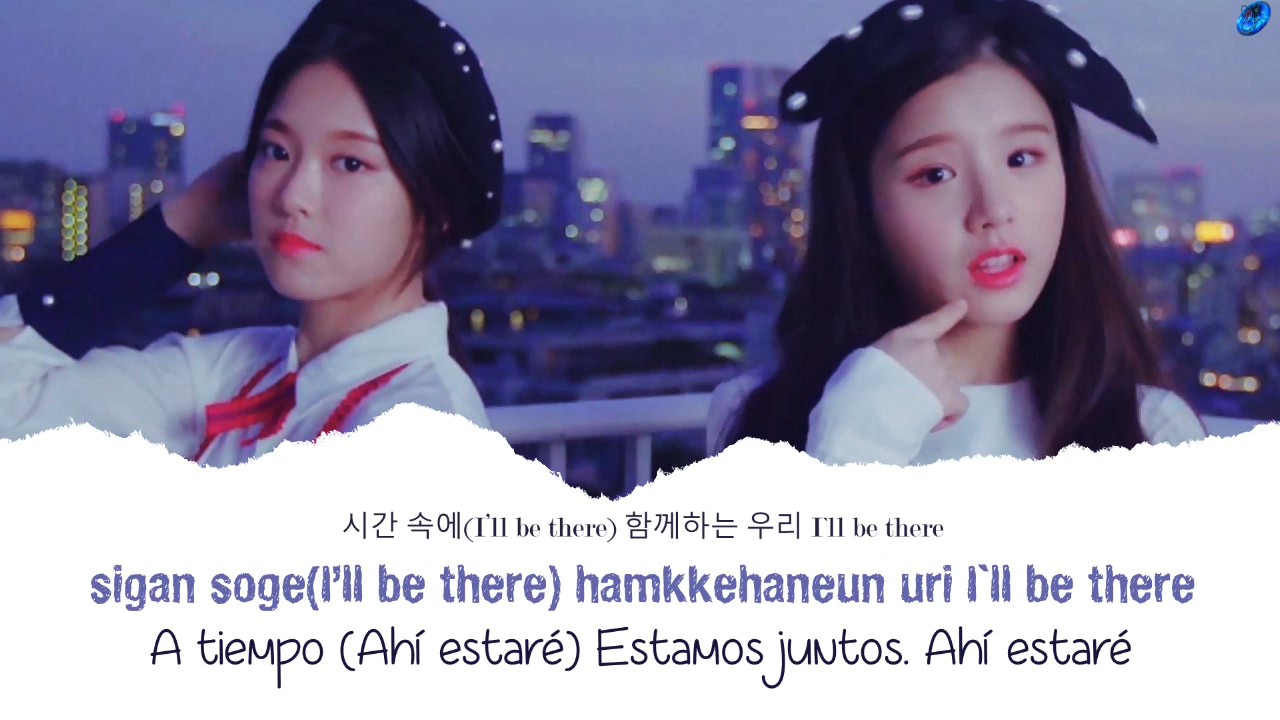 시간 속에(I'll be there) 함께하는 우리 I'll be there
sigan soge(I'll be there) hamkkehaneun uri I`ll be there
A tiempo (Ahí estaré) Estamos juntos. Ahí estaré